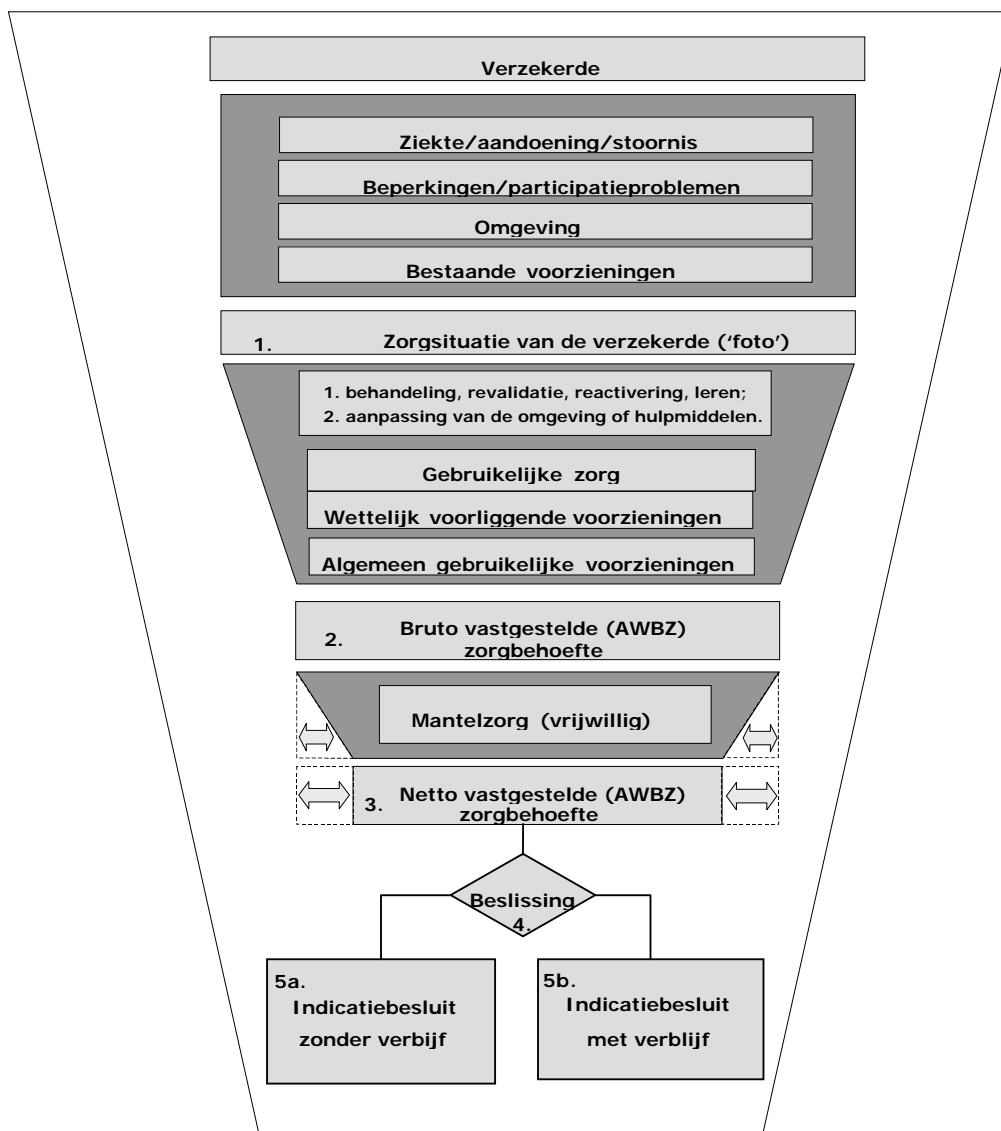 Verzekerde
Ziekte/aandoening/stoornis
Beperkingen/participatieproblemen
Omgeving
Bestaande voorzieningen
1. Zorgsituatie van de verzekerde (‘foto’)
1. behandeling, revalidatie, reactivering, leren;
2. aanpassing van de omgeving of hulpmiddelen.
Gebruikelijke zorg
Wettelijk voorliggende voorzieningen
Algemeen gebruikelijke voorzieningen
2. Bruto vastgestelde (AWBZ)
zorgbehoefte
Mantelzorg (vrijwillig)
3. Netto vastgestelde (AWBZ)
zorgbehoefte
Beslissing
4.
5a.
Indicatiebesluit
zonder verbijf
5b.
Indicatiebesluit
met verblijf